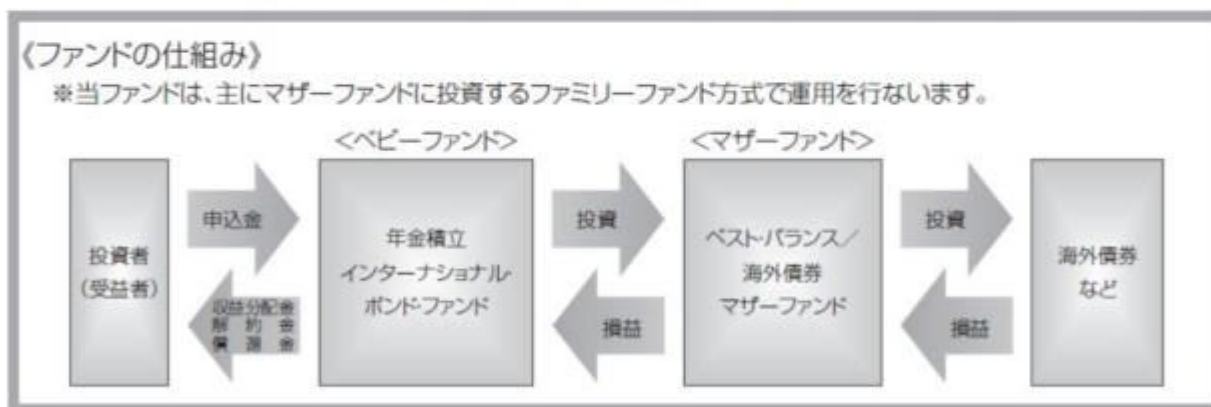 《ファンドの仕組み》
※当ファンドは、主にマザーファンドに投資するファミリーファンド方式で運用を行ないます。
<ベビーファンド>
<マザーファンド>
投資者
(受益者)
申込金
収益分配金
解約金
償還金
年金積立
インターナショナル・
ボンド・ファンド
投資
損益
ベスト・バランス／
海外債券
マザーファンド
投資
損益
海外債券
など